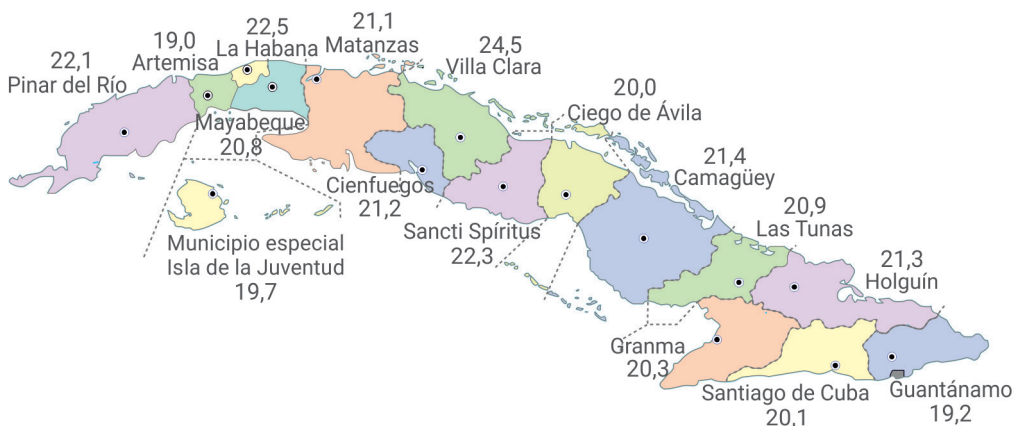 22,1
Pinar del Río
19,0
Artemisa
22,5
La Habana
21,1
Matanzas
24,5
Villa Clara
20,0
Ciego de Ávila
Mayabeque
20,8
Cienfuegos
21,2
21,4
Camagüey
Municipio especial
Isla de la Juventud
19,7
Sancti Spíritus
22,3
20,9
Las Tunas
21,3
Holguín
Granma
20,3
Santiago de Cuba
20,1
Guantánamo
19,2